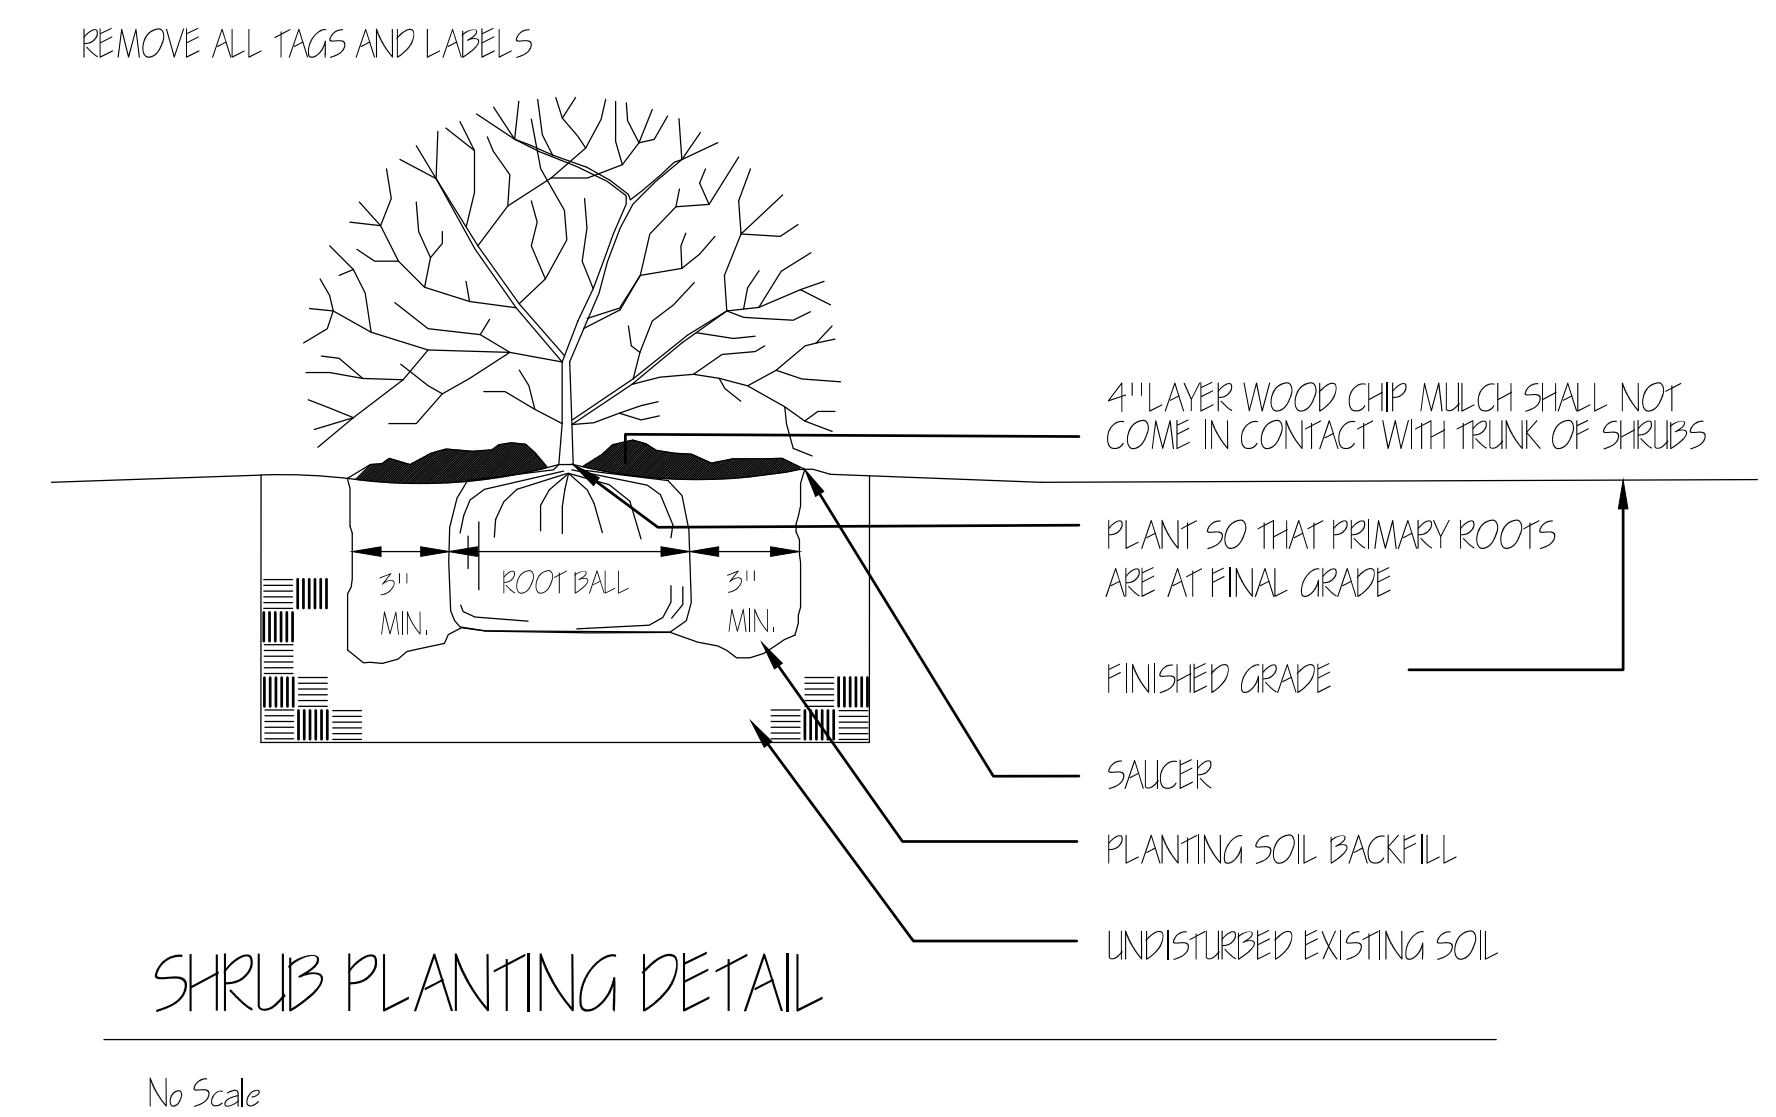 REMOVE ALL TAGS AND LABELS
4"LAYER WOOD CHIP MULCH SHALL NOT
COME IN CONTACT WITH TRUNK OF SHRUBS
PLANT SO THAT PRIMARY ROOTS
ARE AT FINAL GRADE
3" ROOT BALL 3"
MIN. MIN.
FINISHED GRADE
SAUCER
PLANTING SOIL BACKFILL
UNDISTURBED EXISTING SOIL
SHRUB PLANTING DETAIL
No Scale